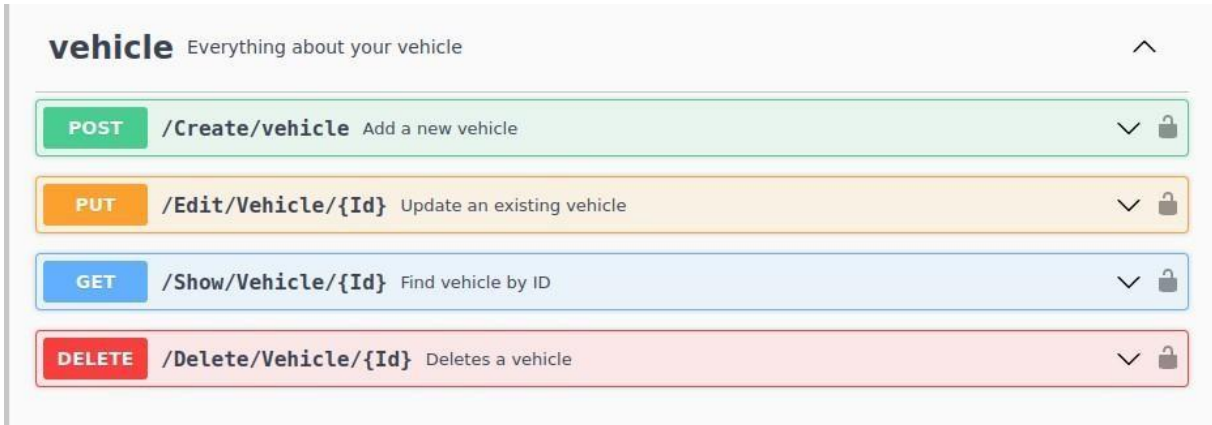 vehicle Everything about your vehicle
POST /Create/vehicle Add a new vehicle
PUT /Edit/Vehicle/{Id} Update an existing vehicle
GET /Show/Vehicle/{Id} Find vehicle by ID
DELETE /Delete/Vehicle/{Id} Deletes a vehicle